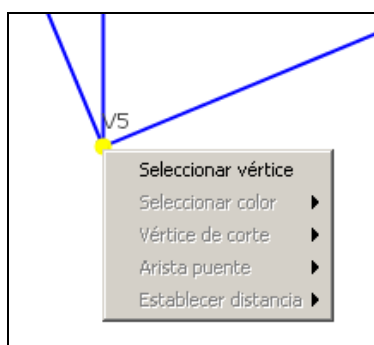 V5
Seleccionar vértice
Seleccionar color
Vértice de corte
Arista puente
Establecer distancia